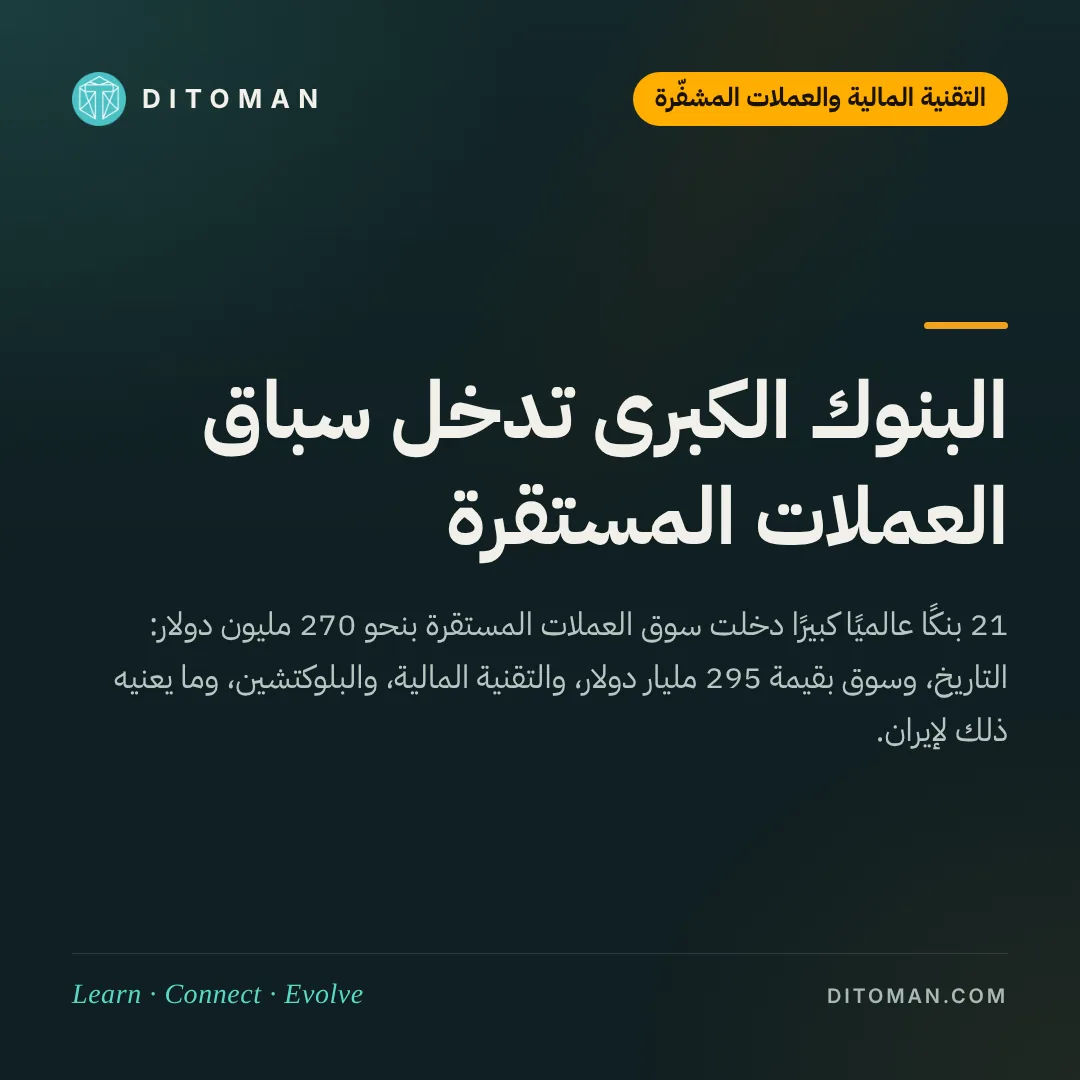 DITOMAN
التقنية المالية والعملات المشفّرة
البنوك الكبرى تدخل سباق
العملات المستقرة
21 بنكًا عالميًا كبيرًا دخلت سوق العملات المستقرة بنحو 270 مليون دولار:
التاريخ، وسوق بقيمة 295 مليار دولار، والتقنية المالية، والبلوكتشين، وما يعنيه
ذلك لإيران.
Learn · Connect · Evolve
DITOMAN.COM